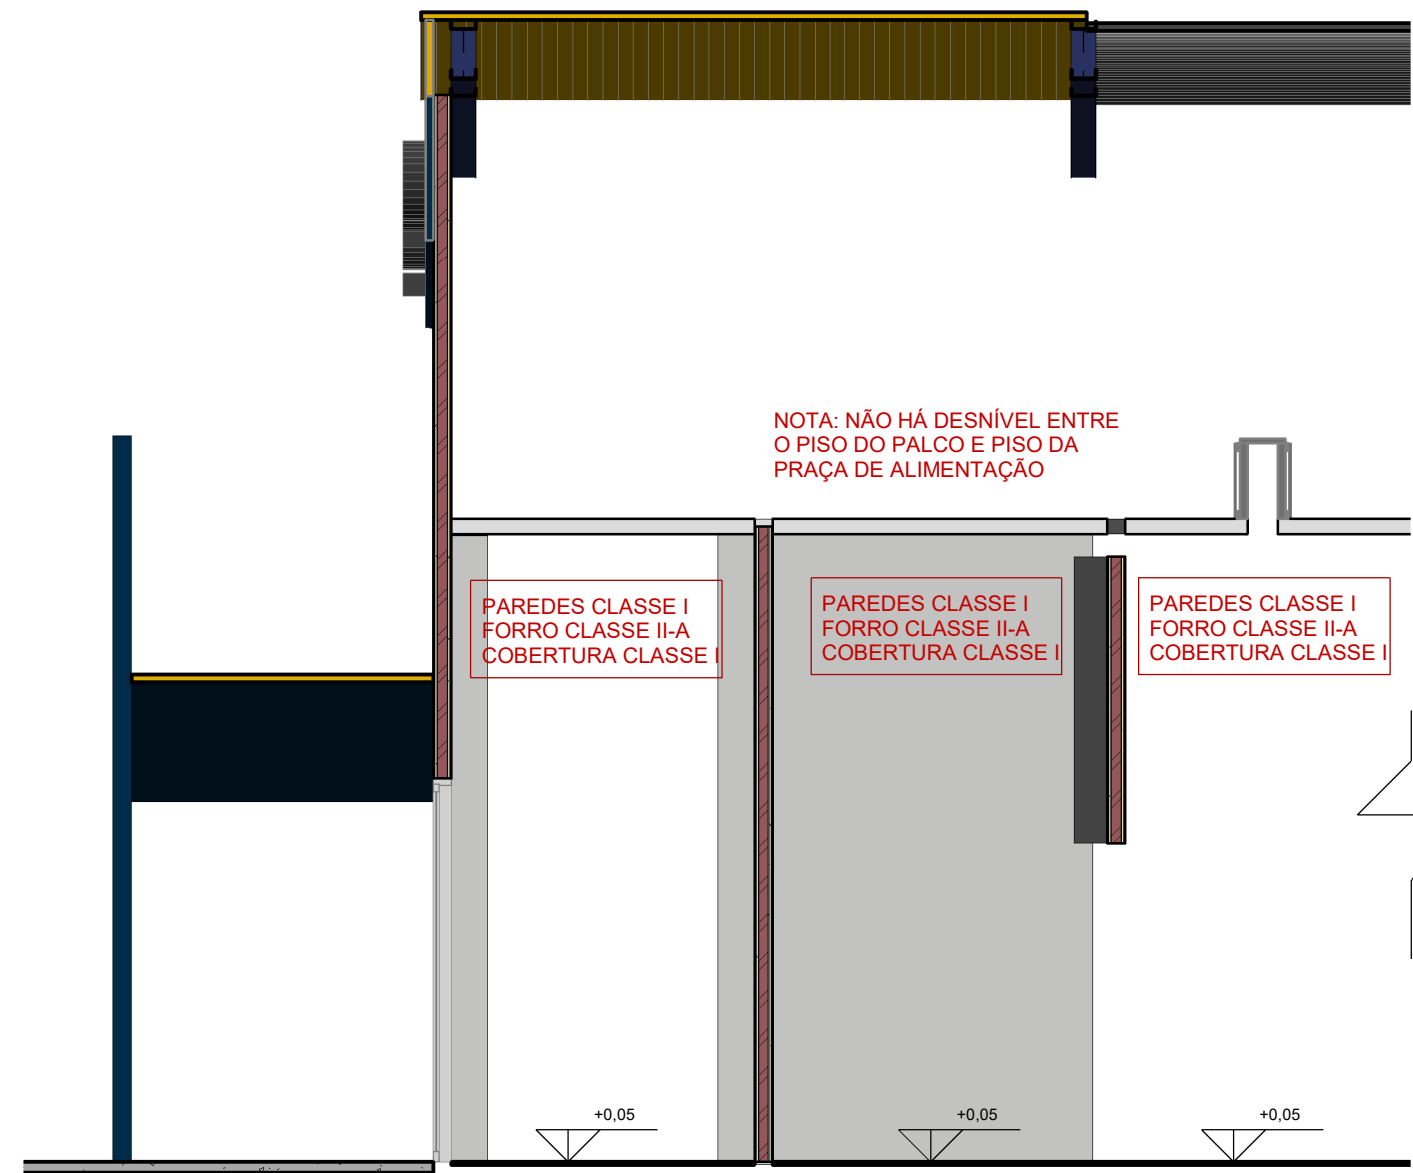 NOTA: NÃO HÁ DESNÍVEL ENTRE
O PISO DO PALCO E PISO DA
PRAÇA DE ALIMENTAÇÃO
PAREDES CLASSE I
FORRO CLASSE II-A
COBERTURA CLASSE I
PAREDES CLASSE I
FORRO CLASSE II-A
COBERTURA CLASSE I
PAREDES CLASSE I
FORRO CLASSE II-A
COBERTURA CLASSE I
+0,05
+0,05
+0,05